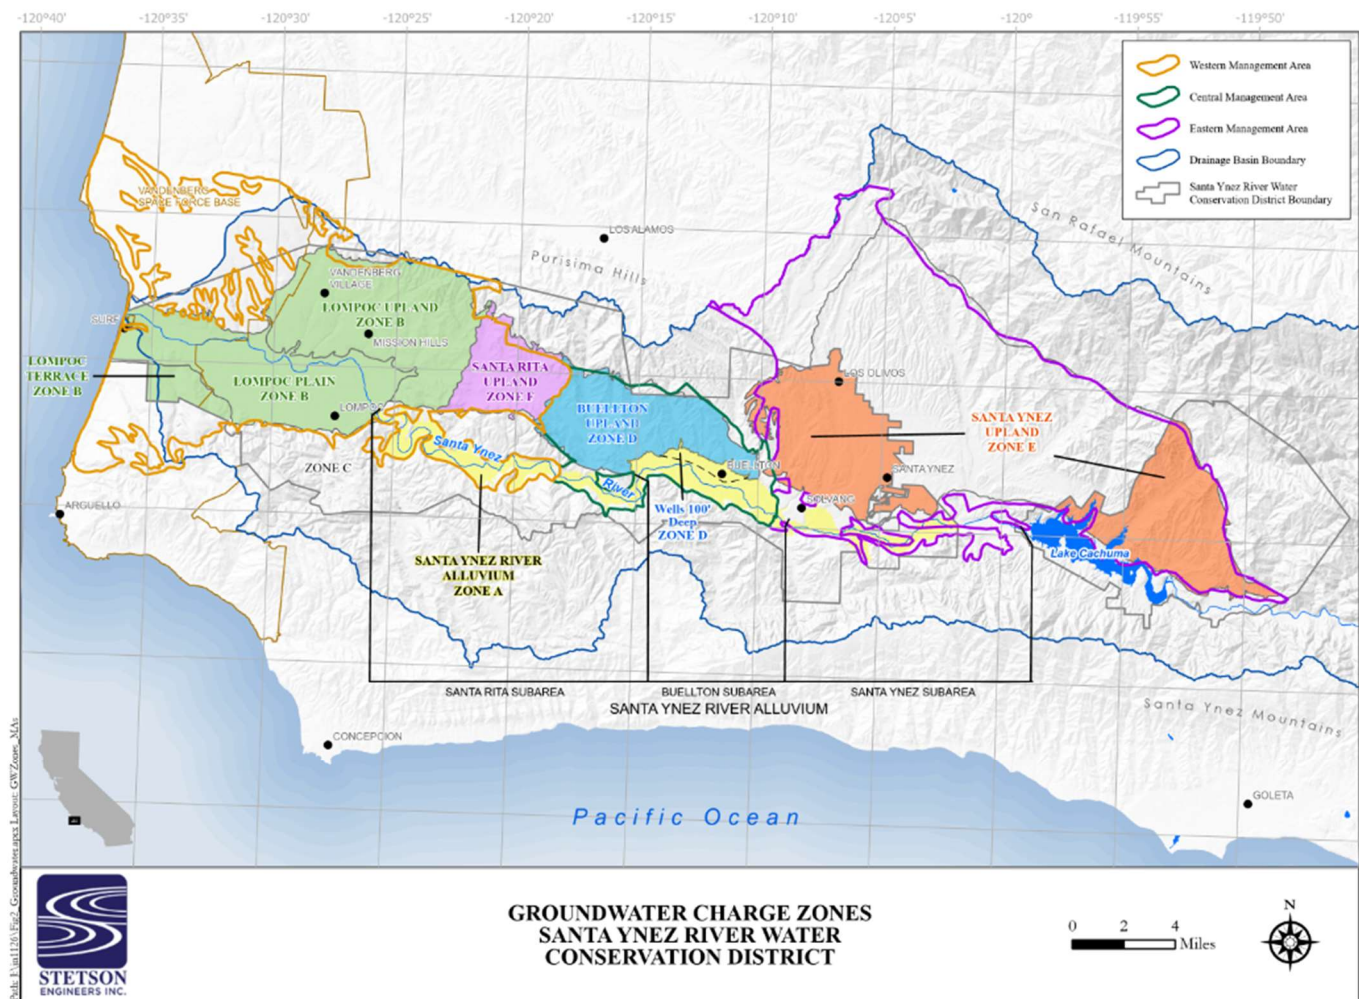 -120°40' -120°35' -120°30' -120°25' -120°20' -120°15' -120°10' -120°5' -120° -119°55' -119°50'
Western Management Area
Central Management Area
Eastern Management Area
Drainage Basin Boundary
Santa Ynez River Water
Conservation District Boundary
VANDENBERG
SPACE FORCE BASE
LOS ALAMOS
Purisima Hills
San Rafael Mountains
VANDENBERG
VILLAGE
LOMPOC UPLAND
ZONE B
MISSION HILLS
SURF
LOMPOC
TERRACE
ZONE B
LOMPOC PLAIN
ZONE B
LOMPOC
SANTA RITA
UPLAND
ZONE F
BUELLTON
UPLAND
ZONE D
LOS OLIVOS
SANTA YNEZ
UPLAND
ZONE E
Santa Ynez
River
ZONE C
BUELLTON
SANTA YNEZ
SOLVANG
ARGUELLO
Wells 100'
Deep
ZONE D
Lake Cachuma
SANTA YNEZ RIVER
ALLUVIUM
ZONE A
SANTA RITA SUBAREA
BUELLTON SUBAREA
SANTA YNEZ SUBAREA
SANTA YNEZ RIVER ALLUVIUM
Santa Ynez Mountains
CONCEPCION
GOLETA
Pacific Ocean
STETSON
ENGINEERS INC.
GROUNDWATER CHARGE ZONES
SANTA YNEZ RIVER WATER
CONSERVATION DISTRICT
0 2 4
Miles
N